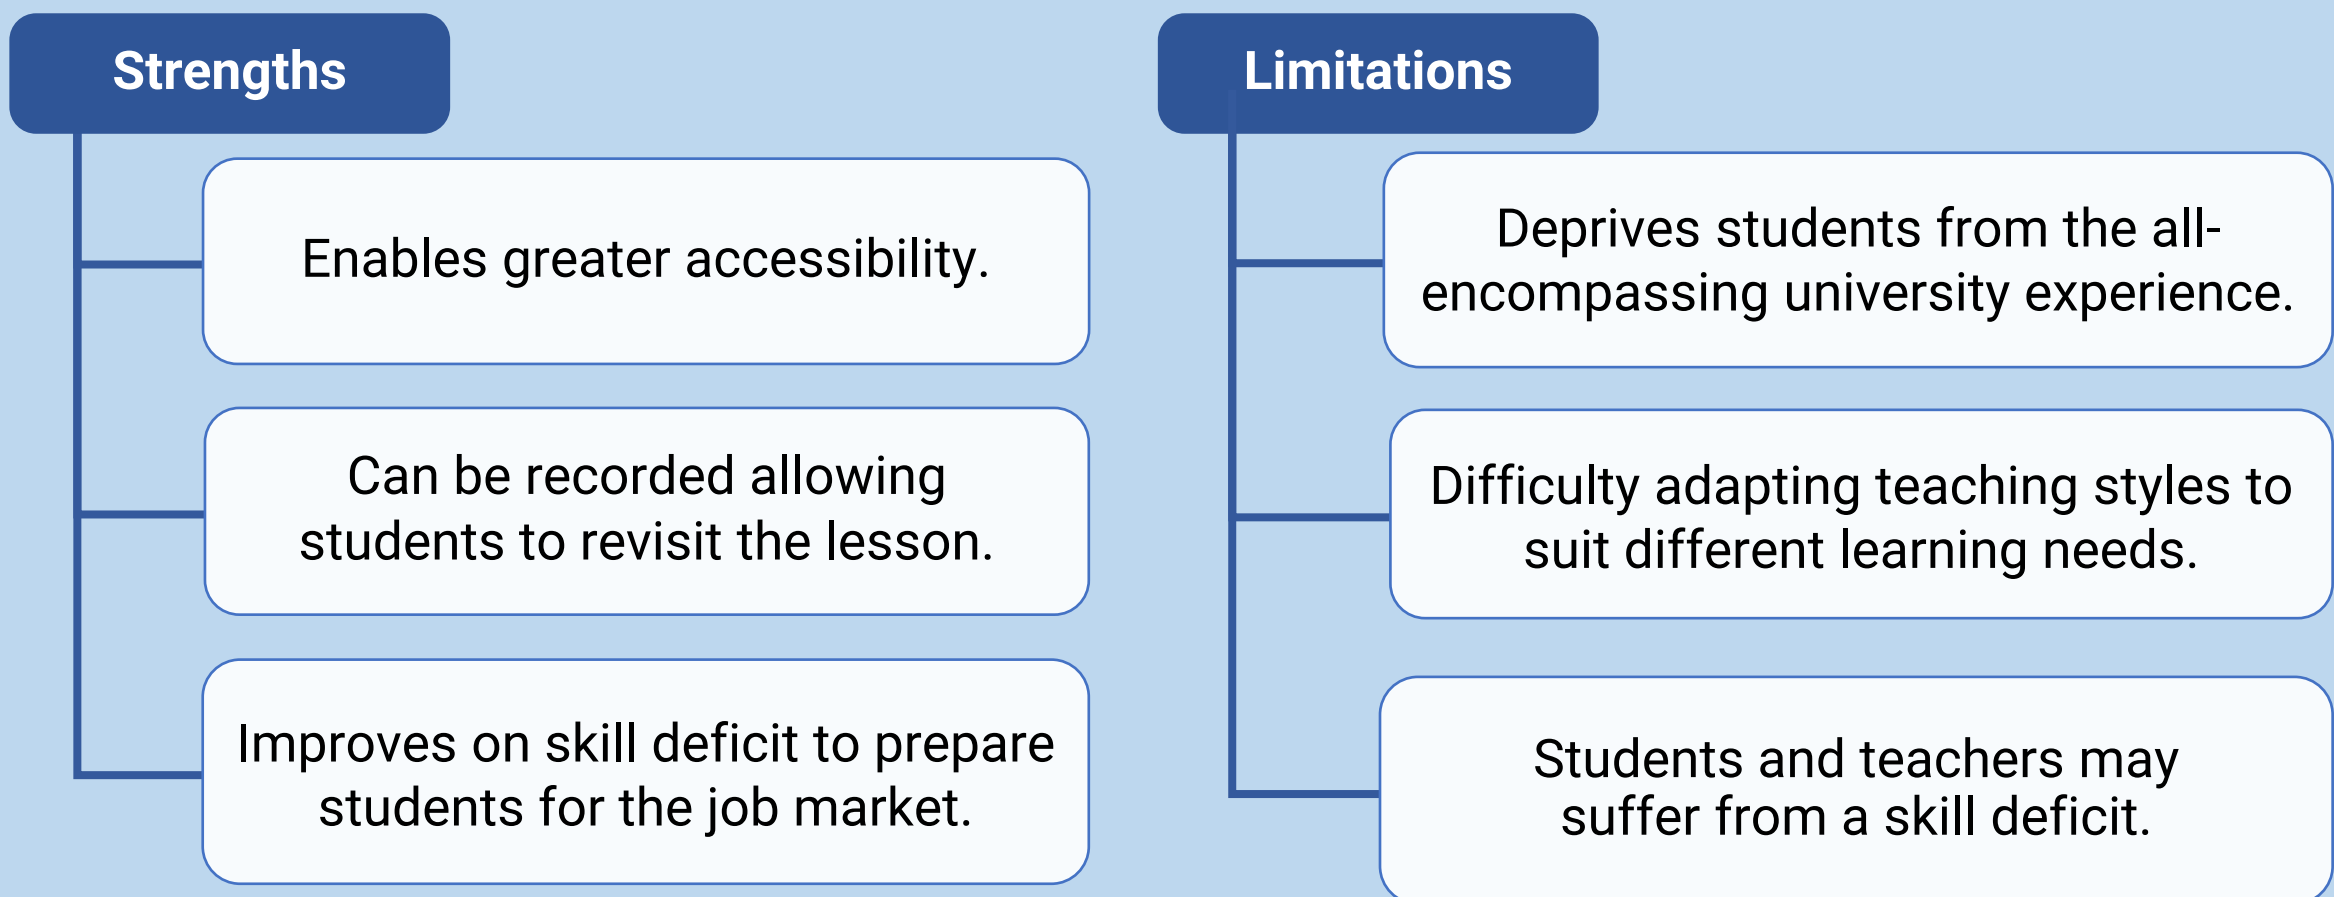 Strengths
Enables greater accessibility.
Can be recorded allowing
students to revisit the lesson.
Improves on skill deficit to prepare
students for the job market.
Limitations
Deprives students from the all-
encompassing university experience.
Difficulty adapting teaching styles to
suit different learning needs.
Students and teachers may
suffer from a skill deficit.